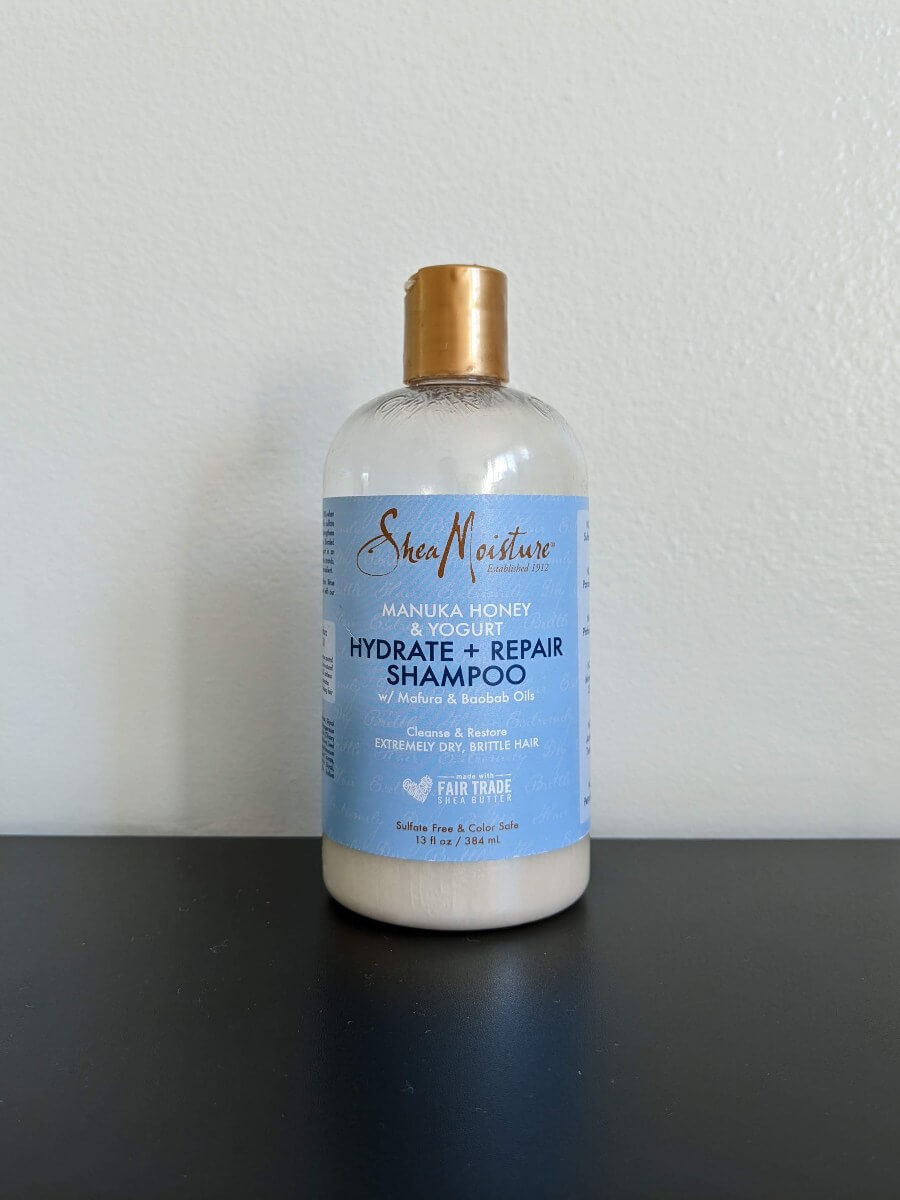 SheaMoisture™
Established 1912
MANUKA HONEY
& YOGURT
HYDRATE + REPAIR
SHAMPOO
w/ Mafura & Baobab Oils
Cleanse & Restore
EXTREMELY DRY, BRITTLE HAIR
made with
FAIR TRADE
SHEA BUTTER
Sulfate Free & Color Safe
13 fl oz / 384 mL